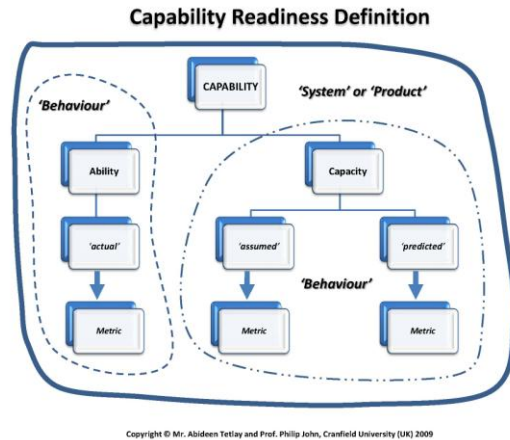 Capability Readiness Definition
CAPABILITY
‘System’ or ‘Product’
‘Behaviour’
Ability
Capacity
‘actual’
‘assumed’
‘predicted’
‘Behaviour’
Metric
Metric
Metric
Copyright © Mr. Abideen Tetlay and Prof. Philip John, Cranfield University (UK) 2009